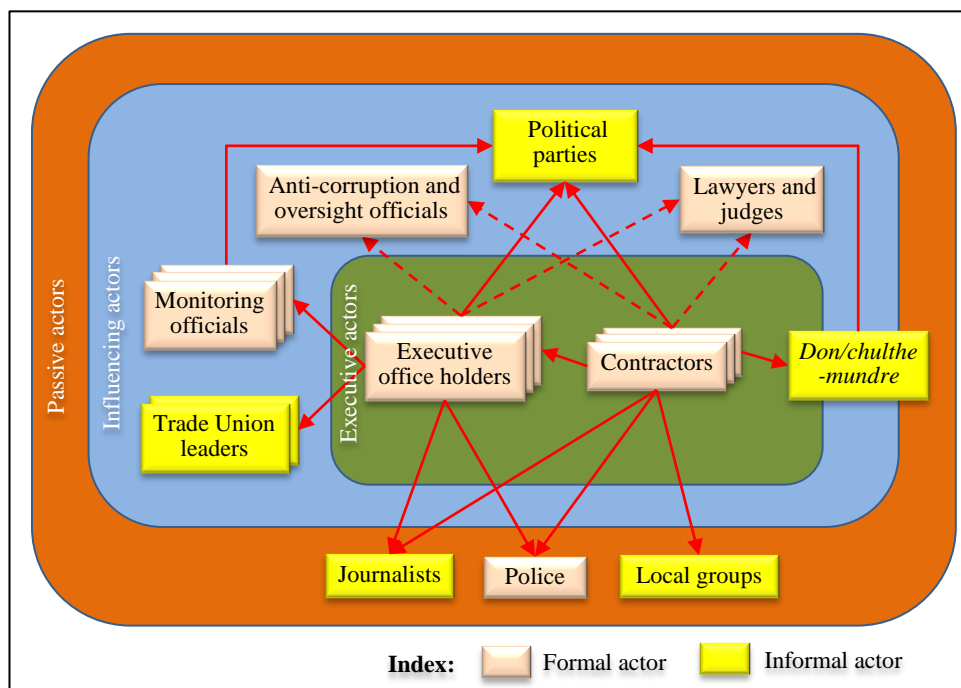 Political
parties
Anti-corruption and
oversight officials
Lawyers and
judges
Monitoring
officials
Executive
office holders
Contractors
Don/chulthe
-mundre
Trade Union
leaders
Passive actors
Influencing actors
Executive actors
Journalists
Police
Local groups
Index:
Formal actor
Informal actor